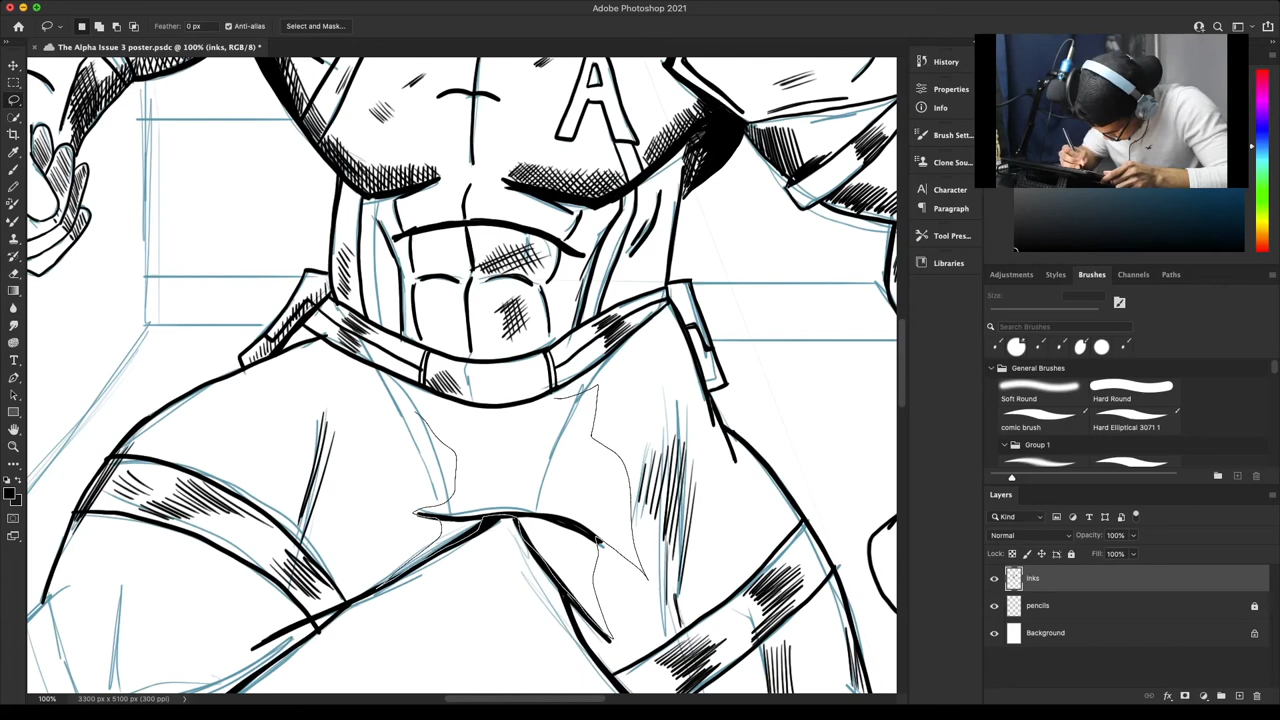 Adobe Photoshop 2021
Feather: 0 px
Anti-alias
Select and Mask...
The Alpha Issue 3 poster.psdc @ 100% (inks, RGB/8) *
A
History
Properties
Info
Brush Sett...
Clone Sou...
Character
Paragraph
Tool Pres...
Libraries
Adjustments Styles Brushes Channels Paths
Size:
Search Brushes
General Brushes
Soft Round Hard Round
comic brush Hard Elliptical 3071 1
Group 1
Layers
Kind
Normal Opacity: 100%
Lock: Fill: 100%
inks
pencils
Background
100% 3300 px x 5100 px (300 ppi)